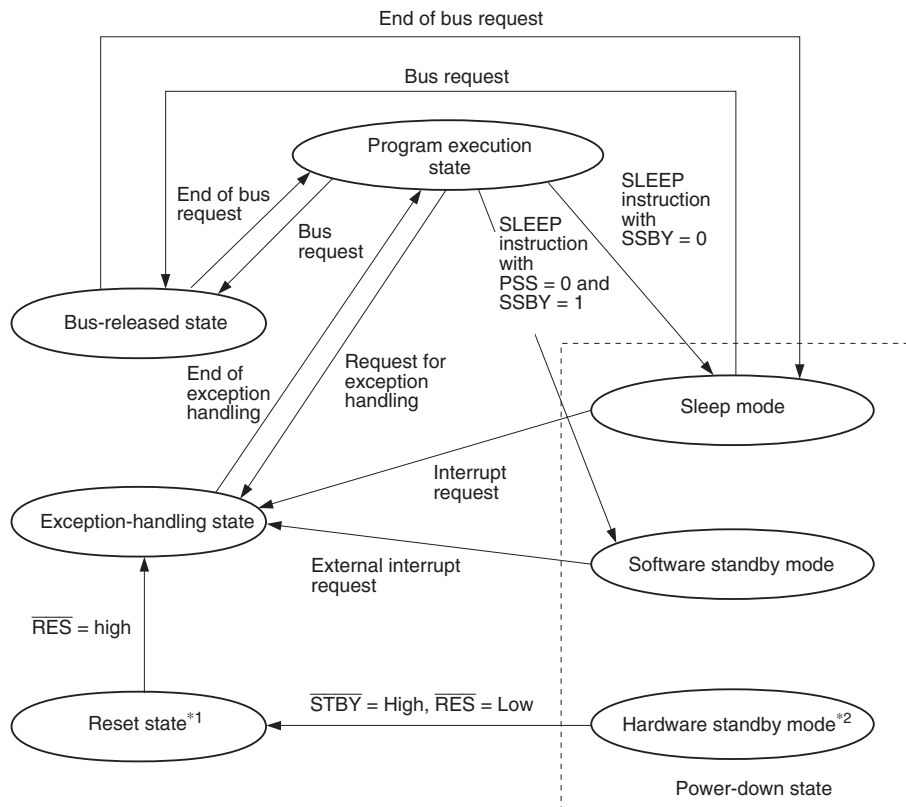 End of bus request
Bus request
Program execution
state
End of bus
request
Bus
request
SLEEP
instruction
with
PSS = 0 and
SSBY = 1
SLEEP
instruction
with
SSBY = 0
Bus-released state
End of
exception
handling
Request for
exception
handling
Sleep mode
Interrupt
request
Exception-handling state
External interrupt
request
Software standby mode
R̅E̅S̅ = high
S̅T̅B̅Y̅ = High, R̅E̅S̅ = Low
Reset state*1
Hardware standby mode*2
Power-down state